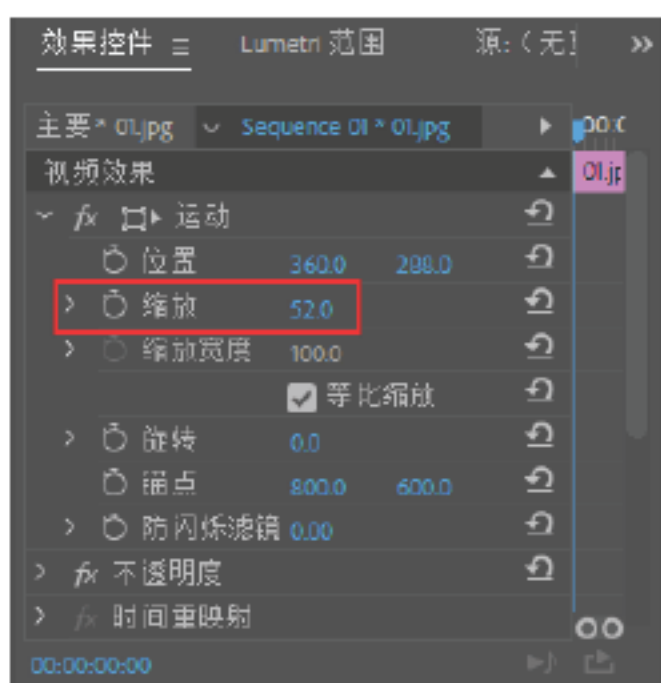 效果控件 Lumetri 范围 源:（无）
主要* 01.jpg Sequence 01 * 01.jpg 00:0
视频效果 01.jp
fx 运动
位置 360.0 288.0
缩放 52.0
缩放宽度 100.0
等比缩放
旋转 0.0
锚点 800.0 600.0
防闪烁滤镜 0.00
fx 不透明度
fx 时间重映射
00:00:00:00